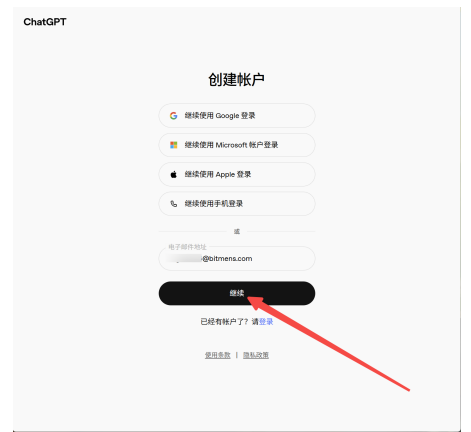 ChatGPT
创建帐户
继续使用 Google 登录
继续使用 Microsoft 帐户登录
继续使用 Apple 登录
继续使用手机登录
或
电子邮件地址
@bitmens.com
继续
已经有帐户了？请登录
使用条款 | 隐私政策